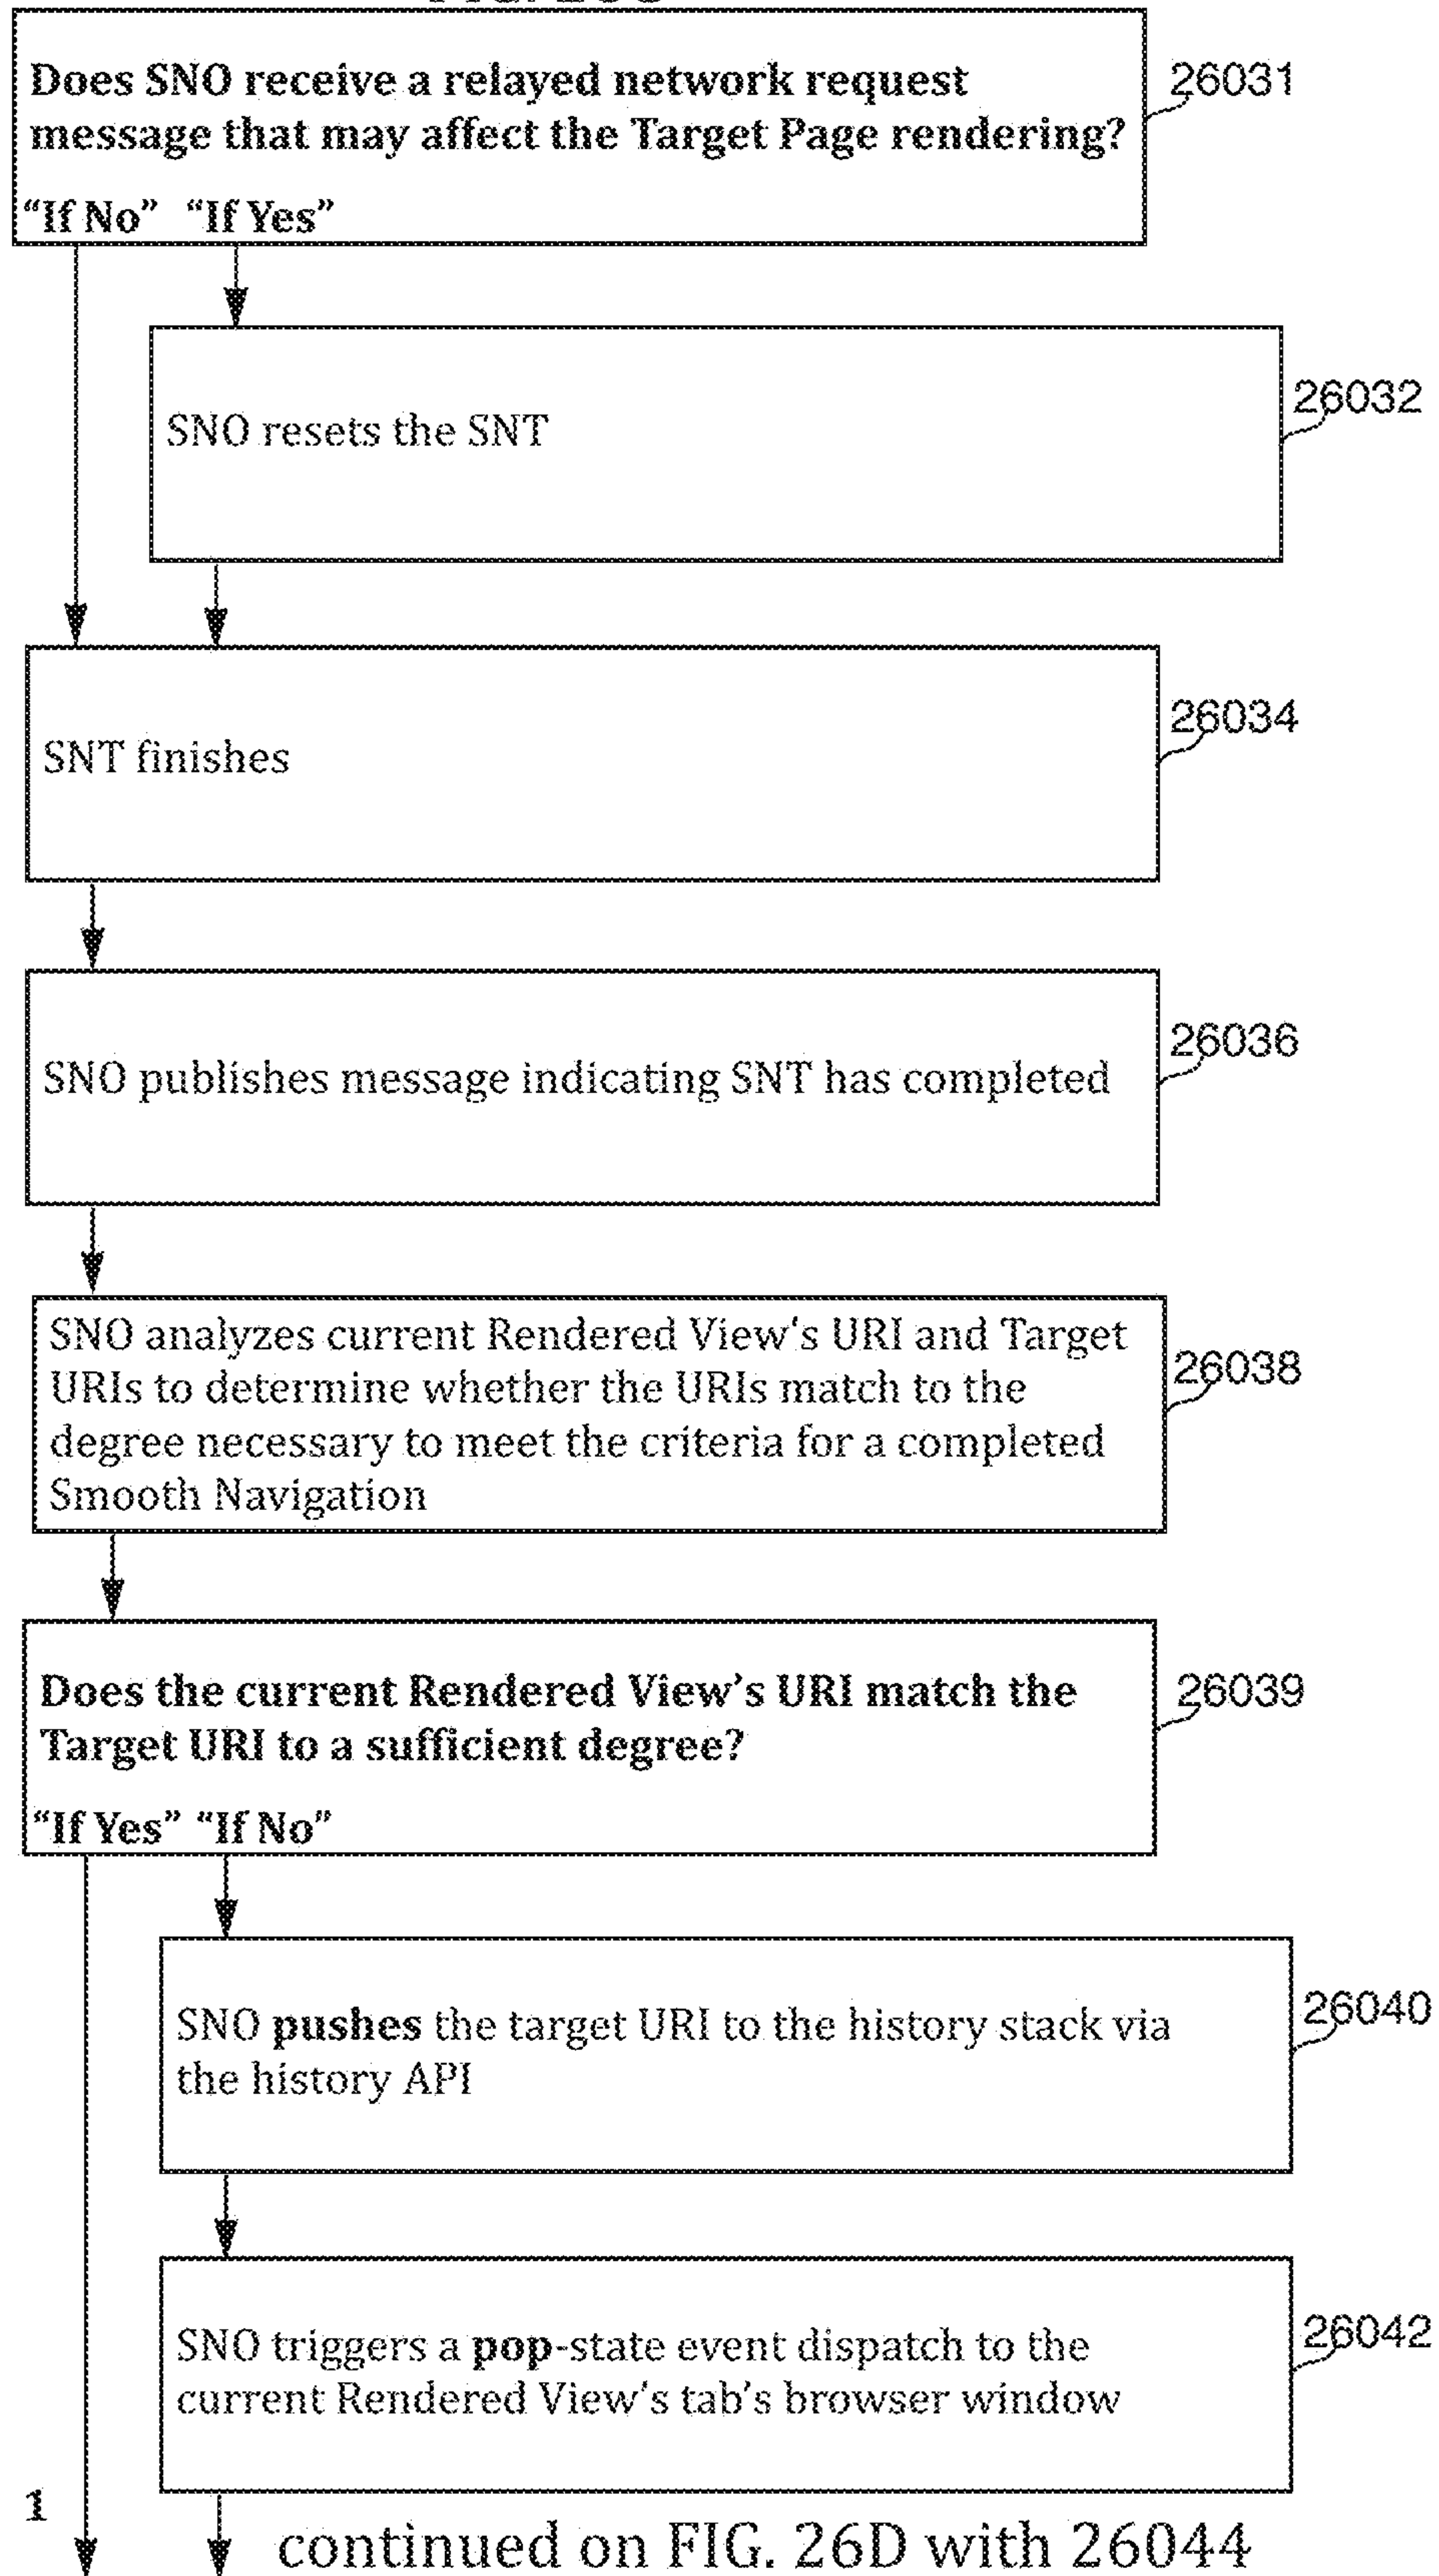 Does SNO receive a relayed network request
message that may affect the Target Page rendering?
“If No” “If Yes”
26031
SNO resets the SNT
26032
SNT finishes
26034
SNO publishes message indicating SNT has completed
26036
SNO analyzes current Rendered View's URI and Target
URIs to determine whether the URIs match to the
degree necessary to meet the criteria for a completed
Smooth Navigation
26038
Does the current Rendered View's URI match the
Target URI to a sufficient degree?
“If Yes” “If No”
26039
SNO pushes the target URI to the history stack via
the history API
26040
SNO triggers a pop-state event dispatch to the
current Rendered View's tab's browser window
26042
1
continued on FIG. 26D with 26044